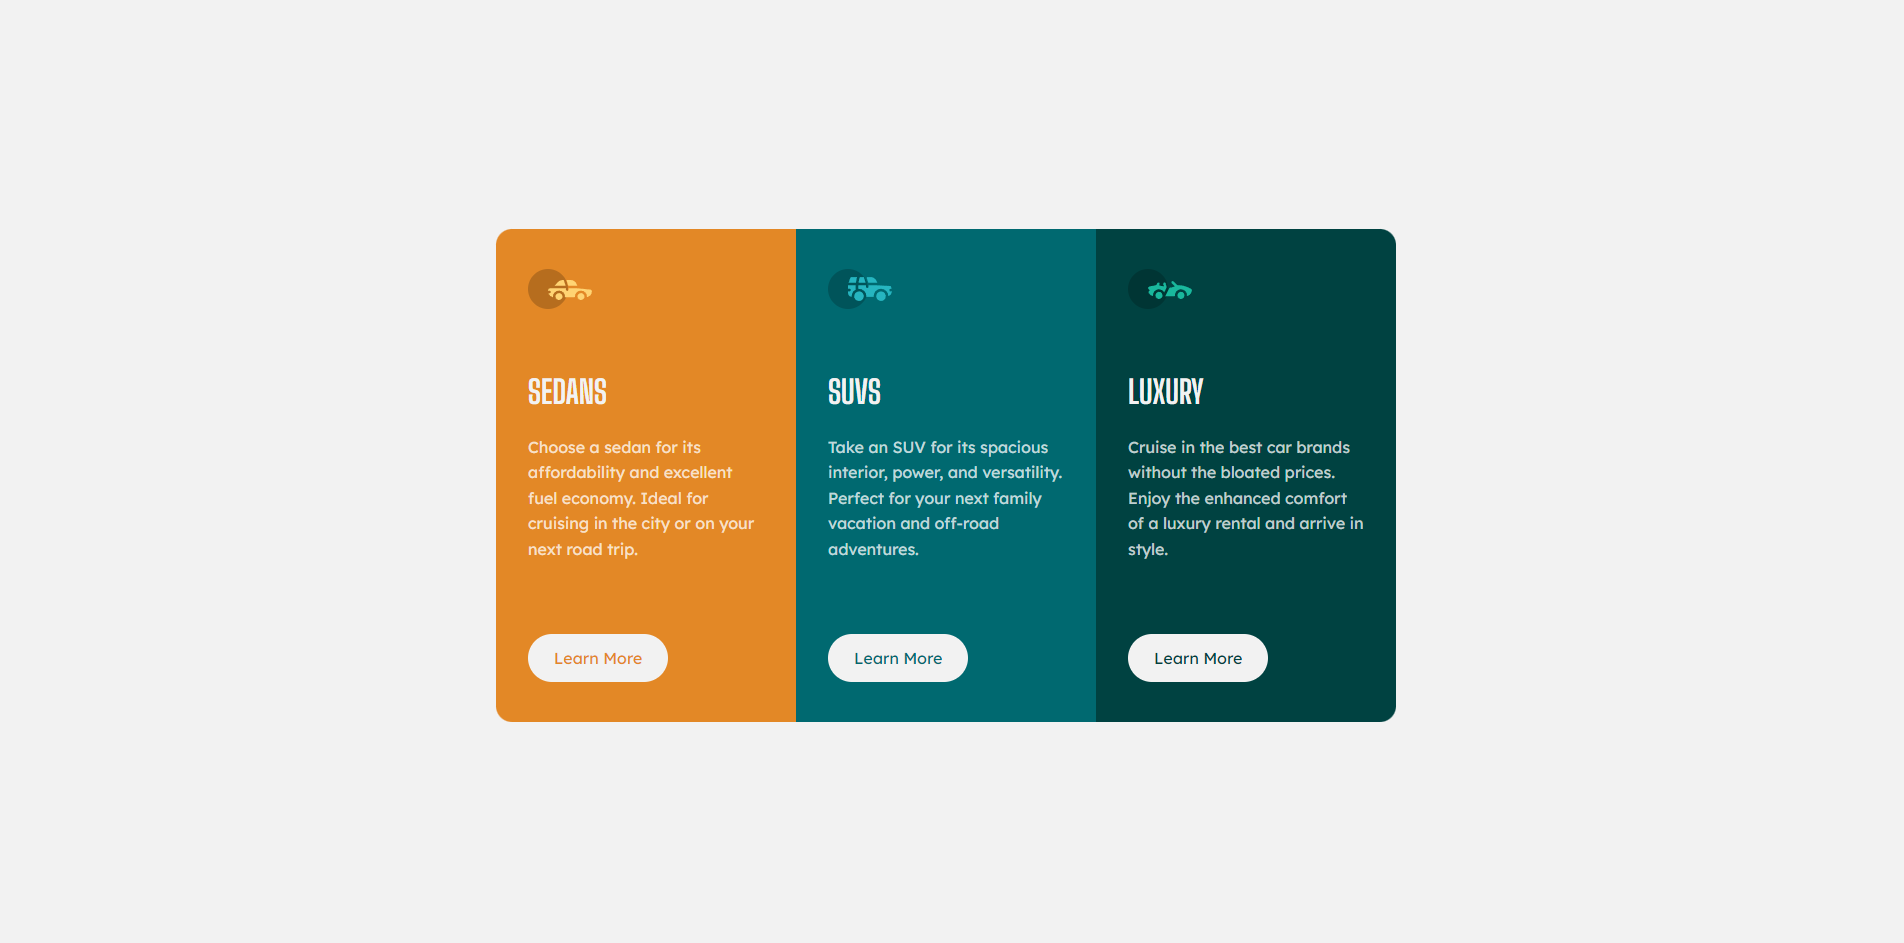 SEDANS
Choose a sedan for its
affordability and excellent
fuel economy. Ideal for
cruising in the city or on your
next road trip.
Learn More
SUVS
Take an SUV for its spacious
interior, power, and versatility.
Perfect for your next family
vacation and off-road
adventures.
Learn More
LUXURY
Cruise in the best car brands
without the bloated prices.
Enjoy the enhanced comfort
of a luxury rental and arrive in
style.
Learn More